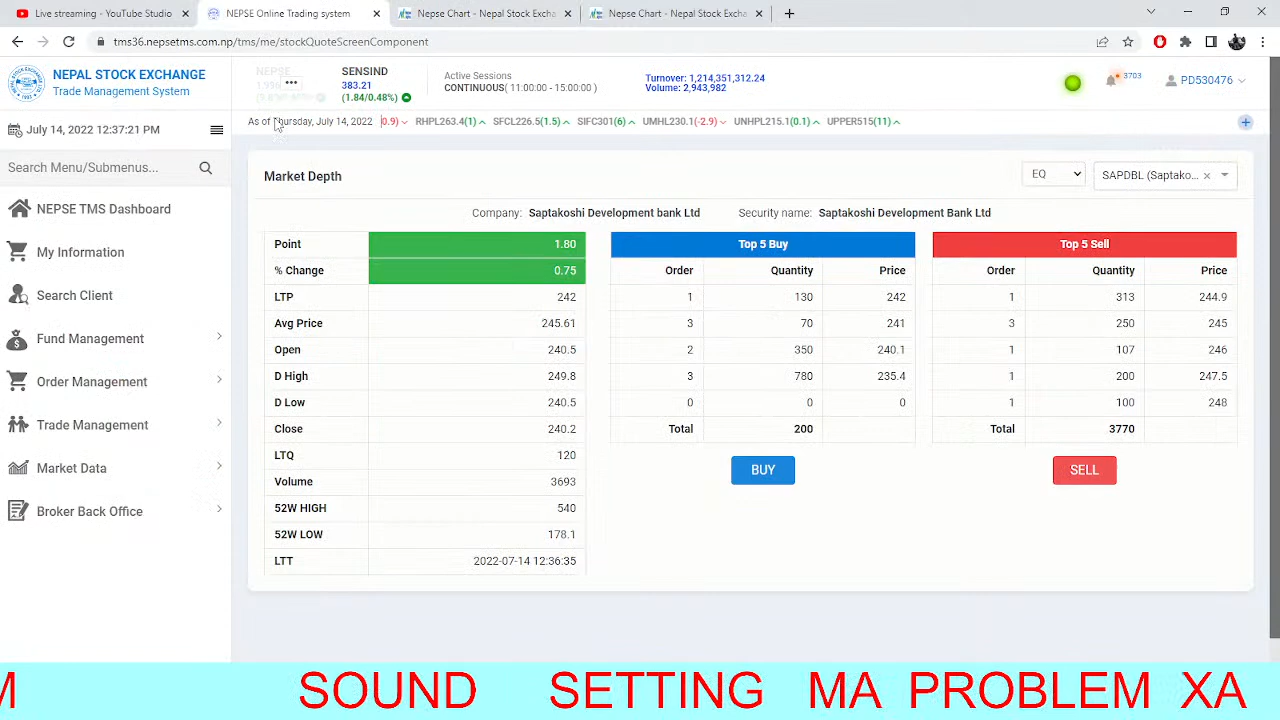 Live streaming - YouTube Studio
NEPSE Online Trading system
Nepse Chart - Nepal Stock Excha
Nepse Chart - Nepal Stock Excha
tms36.nepsetms.com.np/tms/me/stockQuoteScreenComponent
NEPAL STOCK EXCHANGE
Trade Management System
NEPSE
SENSIND
383.21
(1.84/0.48%)
Active Sessions
CONTINUOUS( 11:00:00 - 15:00:00 )
Turnover: 1,214,351,312.24
Volume: 2,943,982
3703
PD530476
As of Thursday, July 14, 2022 0.9) RHPL263.4(1) SFCL226.5(1.5) SIFC301(6) UMHL230.1(-2.9) UNHPL215.1(0.1) UPPER515(11)
July 14, 2022 12:37:21 PM
Search Menu/Submenus...
NEPSE TMS Dashboard
My Information
Search Client
Fund Management
Order Management
Trade Management
Market Data
Broker Back Office
Market Depth
EQ
SAPDBL (Saptako... ×
Company: Saptakoshi Development bank Ltd Security name: Saptakoshi Development Bank Ltd
Point 1.80
% Change 0.75
LTP 242
Avg Price 245.61
Open 240.5
D High 249.8
D Low 240.5
Close 240.2
LTQ 120
Volume 3693
52W HIGH 540
52W LOW 178.1
LTT 2022-07-14 12:36:35
Top 5 Buy
Order Quantity Price
1 130 242
3 70 241
2 350 240.1
3 780 235.4
0 0 0
Total 200
BUY
Top 5 Sell
Order Quantity Price
1 313 244.9
3 250 245
1 107 246
1 200 247.5
1 100 248
Total 3770
SELL
M SOUND SETTING MA PROBLEM XA